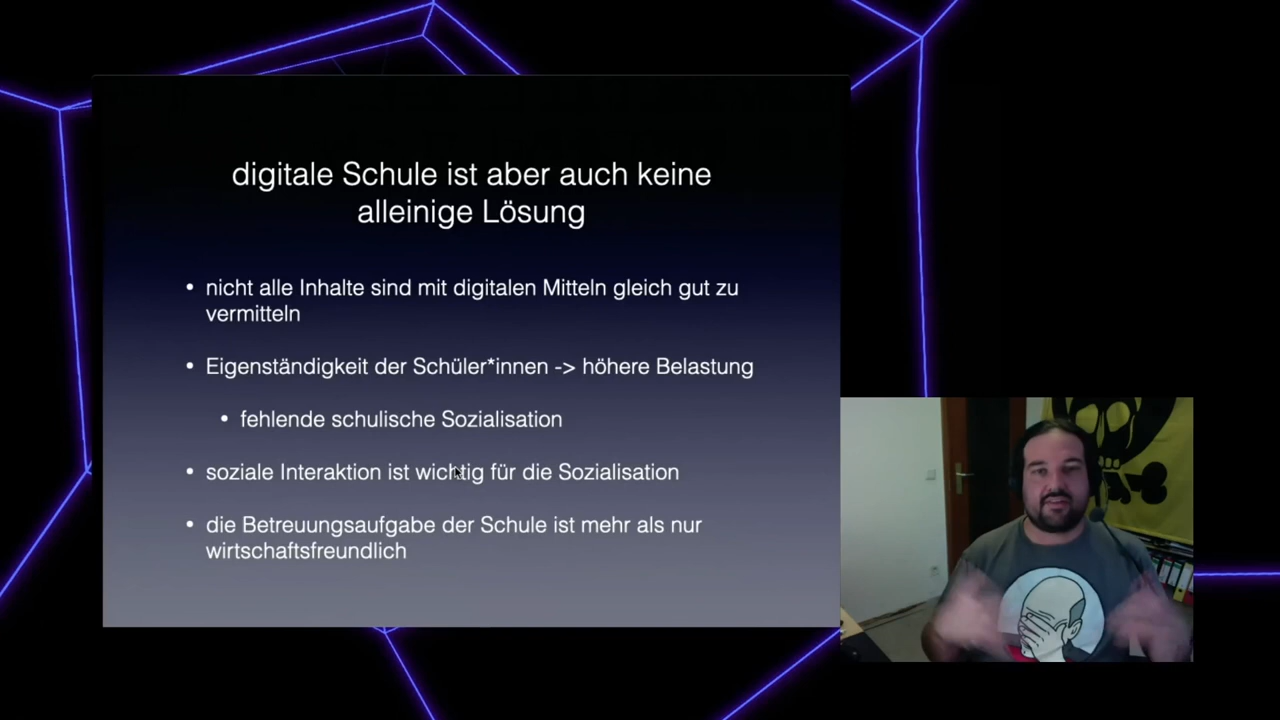 digitale Schule ist aber auch keine
alleinige Lösung
• nicht alle Inhalte sind mit digitalen Mitteln gleich gut zu
vermitteln
• Eigenständigkeit der Schüler*innen -> höhere Belastung
• fehlende schulische Sozialisation
• soziale Interaktion ist wichtig für die Sozialisation
• die Betreuungsaufgabe der Schule ist mehr als nur
wirtschaftsfreundlich